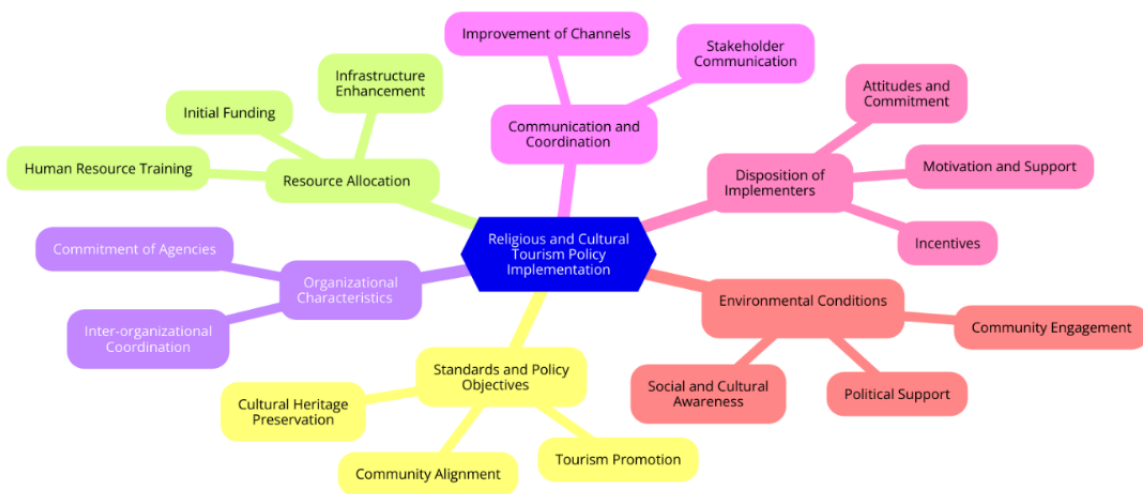 Improvement of Channels
Stakeholder
Communication
Communication and
Coordination
Infrastructure
Enhancement
Initial Funding
Human Resource Training
Resource Allocation
Attitudes and
Commitment
Motivation and Support
Incentives
Disposition of
Implementers
Religious and Cultural
Tourism Policy
Implementation
Commitment of Agencies
Inter-organizational
Coordination
Organizational
Characteristics
Environmental Conditions
Community Engagement
Political Support
Social and Cultural
Awareness
Standards and Policy
Objectives
Cultural Heritage
Preservation
Community Alignment
Tourism Promotion